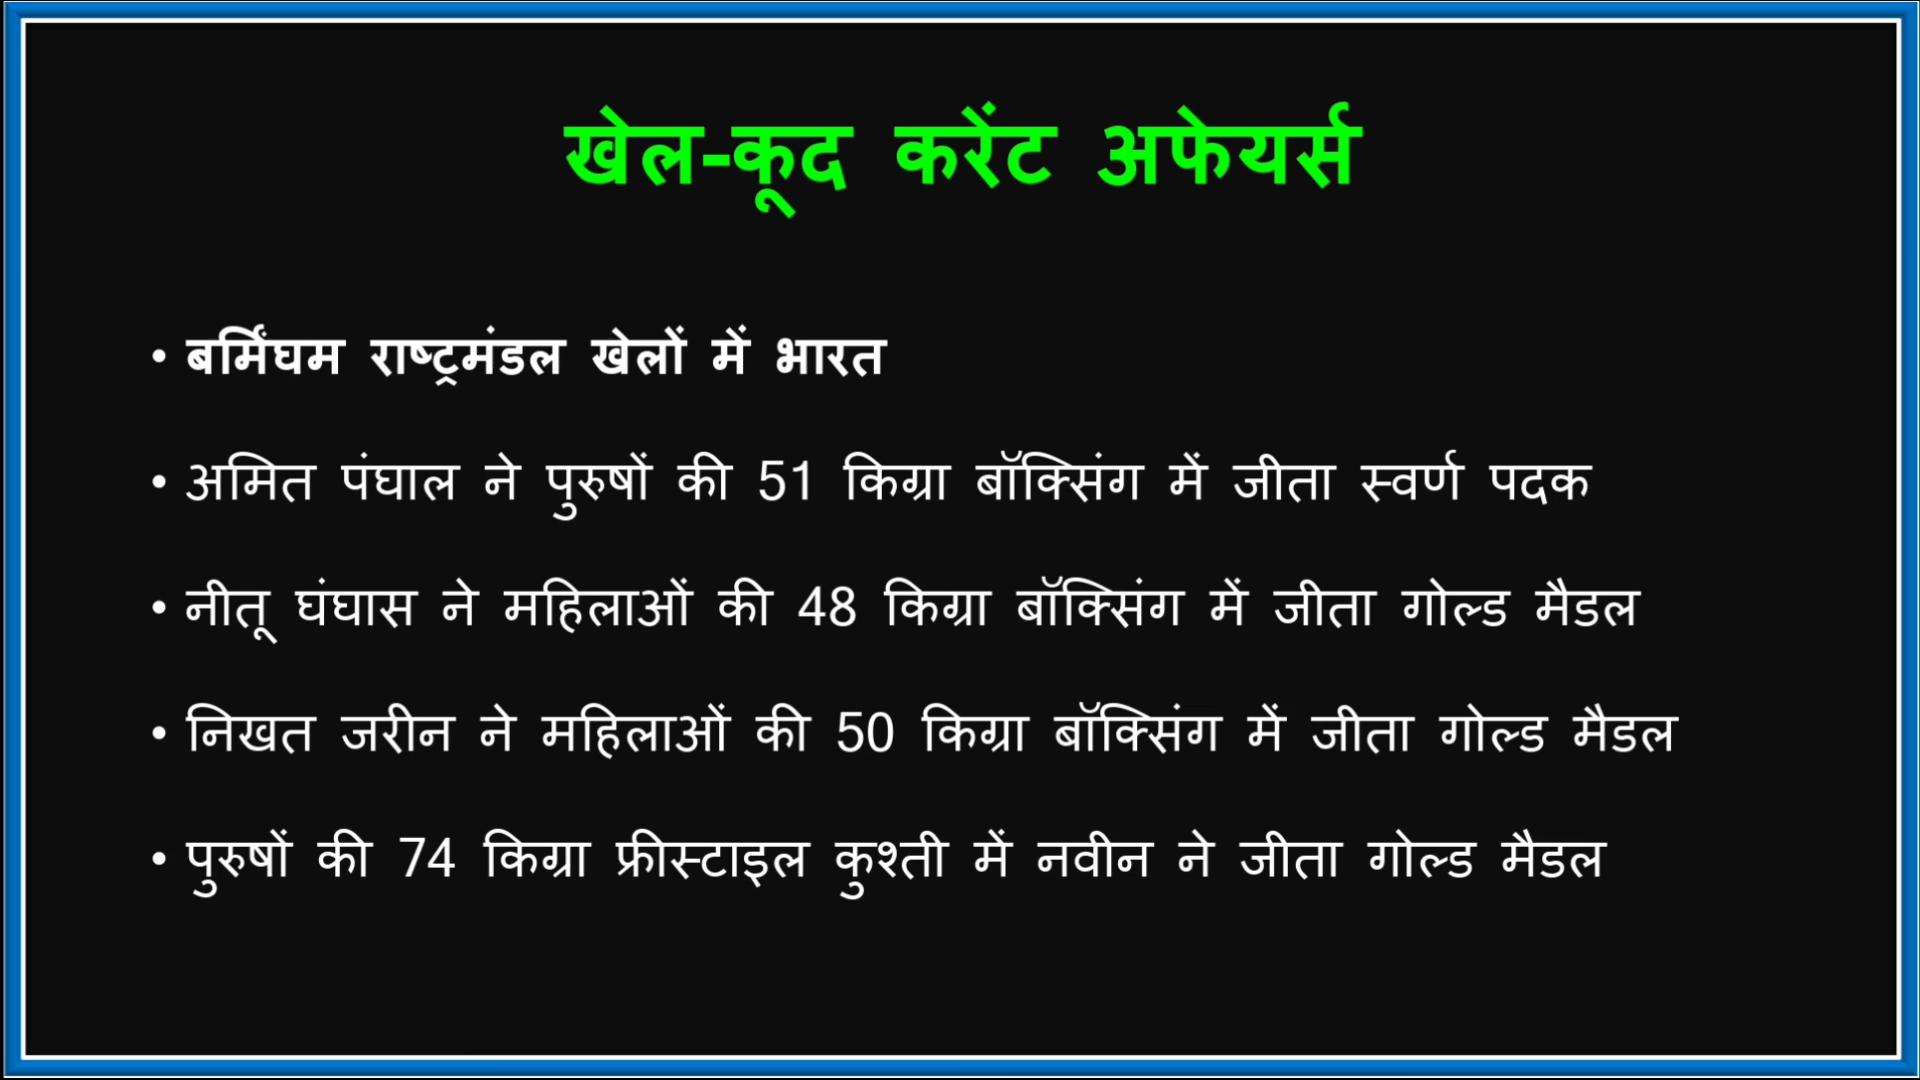 खेल-कूद करेंट अफेयर्स
• बर्मिंघम राष्ट्रमंडल खेलों में भारत
• अमित पंघाल ने पुरुषों की 51 किग्रा बॉक्सिंग में जीता स्वर्ण पदक
• नीतू घंघास ने महिलाओं की 48 किग्रा बॉक्सिंग में जीता गोल्ड मैडल
• निखत जरीन ने महिलाओं की 50 किग्रा बॉक्सिंग में जीता गोल्ड मैडल
• पुरुषों की 74 किग्रा फ्रीस्टाइल कुश्ती में नवीन ने जीता गोल्ड मैडल